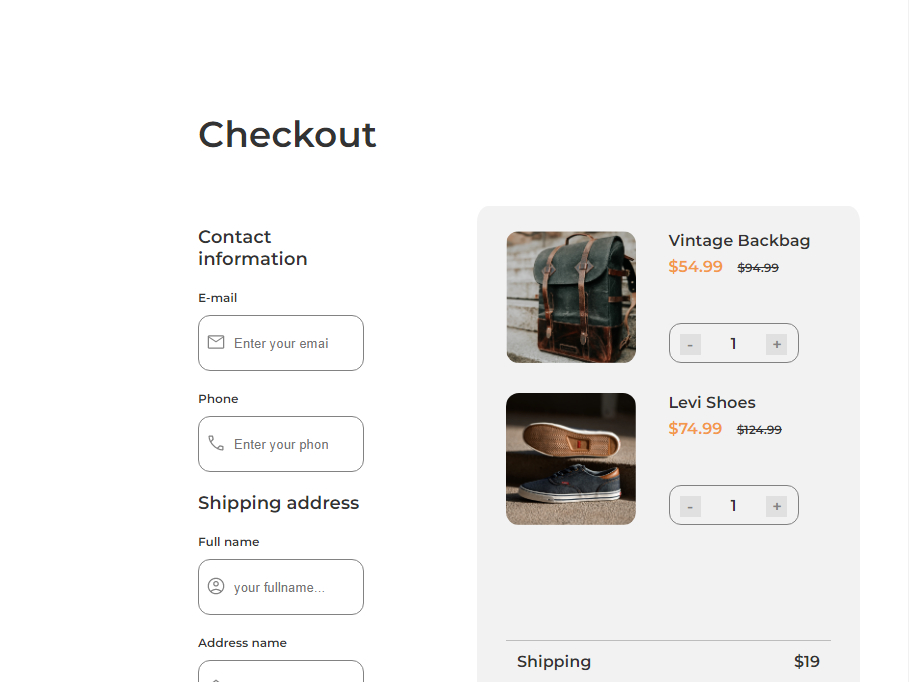 Checkout
Contact
information
E-mail
Enter your emai
Phone
Enter your phon
Shipping address
Full name
your fullname...
Address name
Vintage Backbag
$54.99 $94.99
- 1 +
Levi Shoes
$74.99 $124.99
- 1 +
Shipping $19